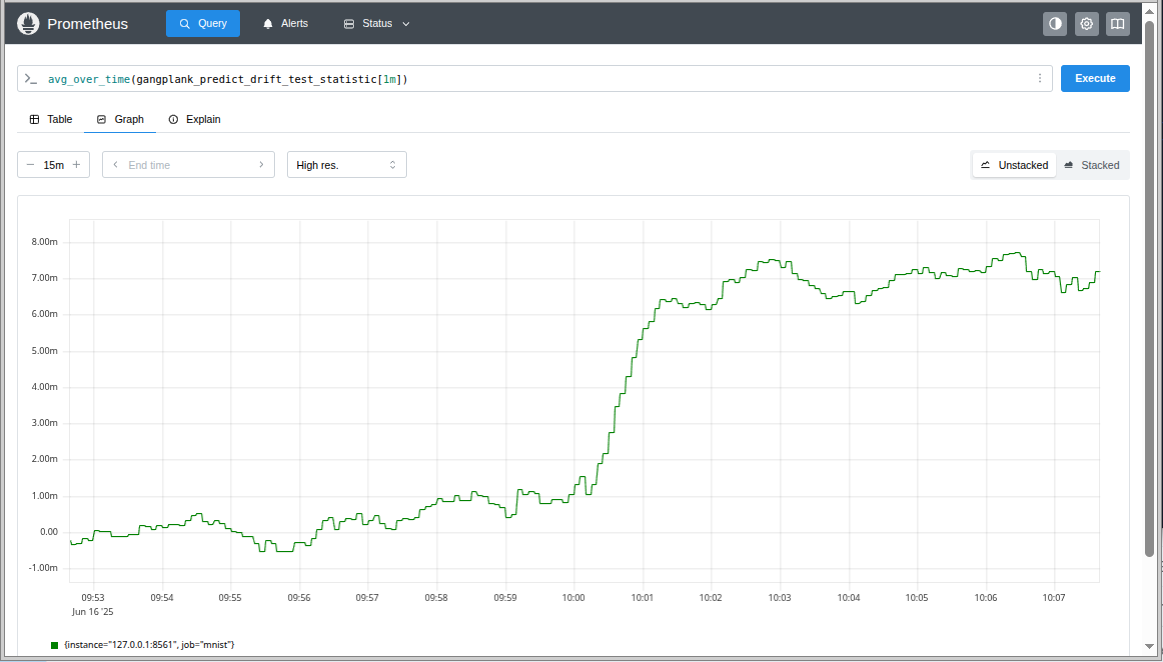 Prometheus Query Alerts Status
>_ avg_over_time(gangplank_predict_drift_test_statistic[1m]) Execute
Table Graph Explain
− 15m + End time High res. Unstacked Stacked
8.00m
7.00m
6.00m
5.00m
4.00m
3.00m
2.00m
1.00m
0.00
-1.00m
09:53 09:54 09:55 09:56 09:57 09:58 09:59 10:00 10:01 10:02 10:03 10:04 10:05 10:06 10:07
Jun 16 '25
{instance="127.0.0.1:8561", job="mnist"}